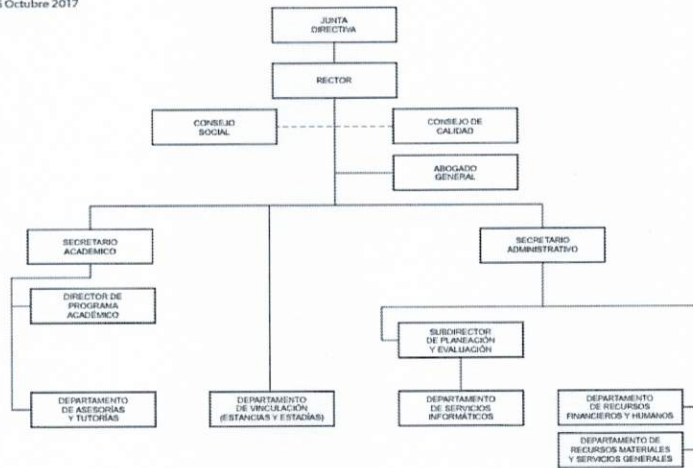 Octubre 2017
JUNTA
DIRECTIVA
RECTOR
CONSEJO
SOCIAL
CONSEJO DE
CALIDAD
ABOGADO
GENERAL
SECRETARIO
ACADEMICO
SECRETARIO
ADMINISTRATIVO
DIRECTOR DE
PROGRAMA
ACADÉMICO
SUBDIRECTOR
DE PLANEACIÓN
Y EVALUACIÓN
DEPARTAMENTO
DE ASESORÍAS
Y TUTORÍAS
DEPARTAMENTO
DE VINCULACIÓN
(ESTANCIAS Y ESTADÍAS)
DEPARTAMENTO
DE SERVICIOS
INFORMÁTICOS
DEPARTAMENTO
DE RECURSOS
FINANCIEROS Y HUMANOS
DEPARTAMENTO DE
RECURSOS MATERIALES
Y SERVICIOS GENERALES